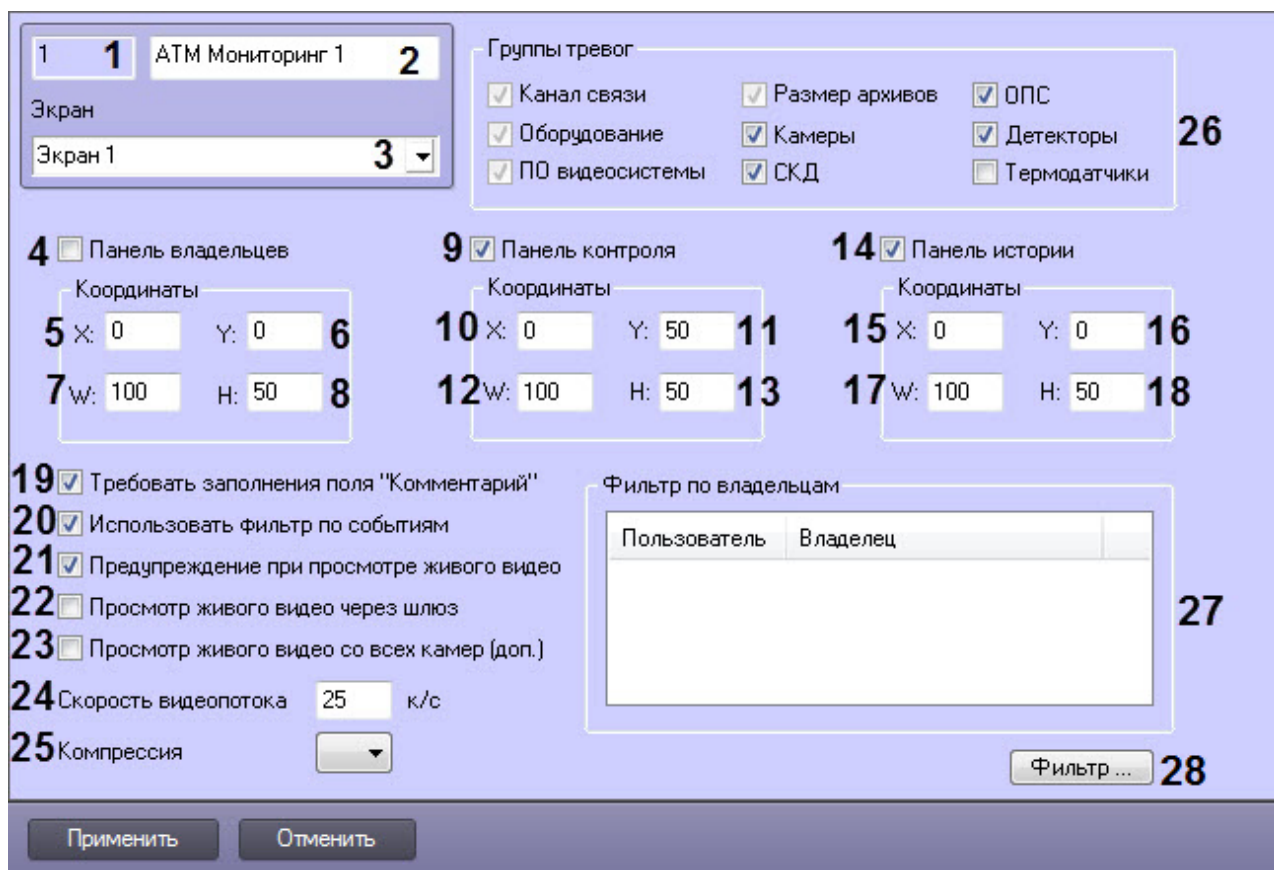 1 1 АТМ Мониторинг 1 2
Экран
Экран 1 3
Группы тревог
Канал связи Размер архивов ОПС
Оборудование Камеры Детекторы 26
ПО видеосистемы СКД Термодатчики
4 Панель владельцев 9 Панель контроля 14 Панель истории
Координаты Координаты Координаты
5 X: 0 Y: 0 6 10 X: 0 Y: 50 11 15 X: 0 Y: 0 16
7 W: 100 H: 50 8 12 W: 100 H: 50 13 17 W: 100 H: 50 18
19 Требовать заполнения поля "Комментарий"
20 Использовать фильтр по событиям
21 Предупреждение при просмотре живого видео
22 Просмотр живого видео через шлюз
23 Просмотр живого видео со всех камер (доп.)
24 Скорость видеопотока 25 к/с
25 Компрессия
Фильтр по владельцам
Пользователь Владелец
27
Фильтр ... 28
Применить Отменить